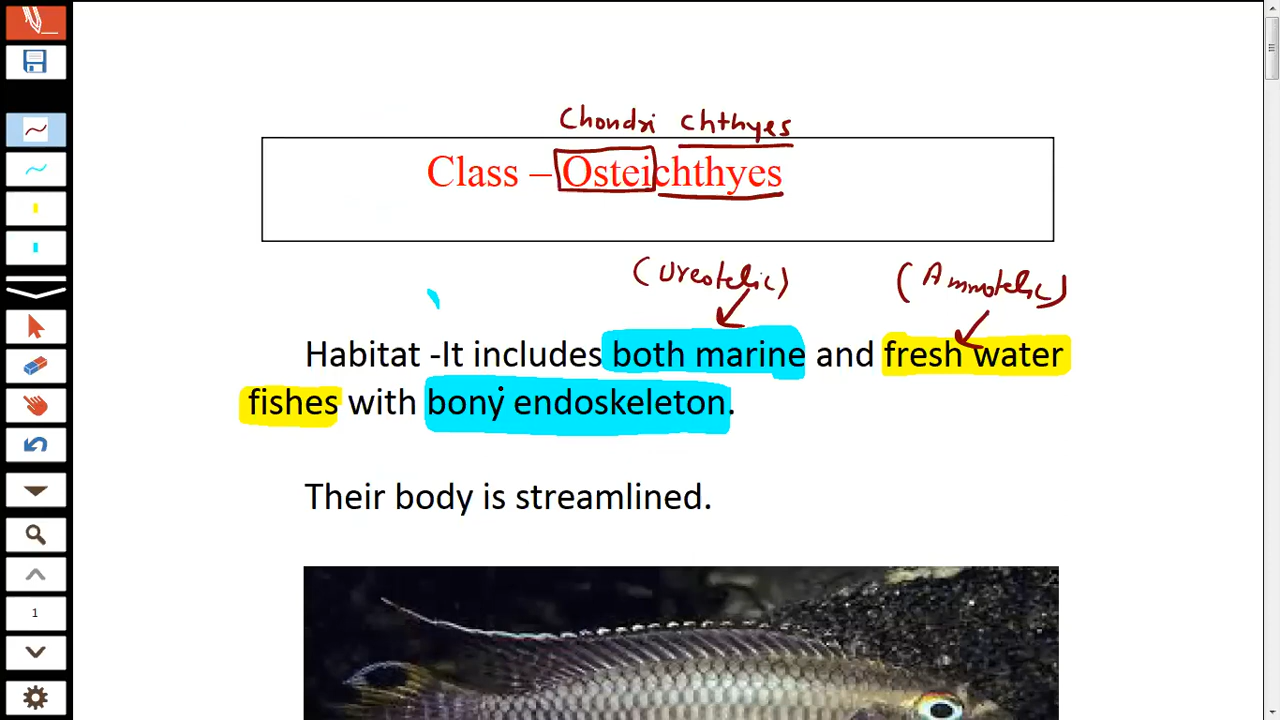 Chondri chthyes
Class – Osteichthyes
(Ureotelic) (Ammotelic)
Habitat -It includes both marine and fresh water
fishes with bony endoskeleton.
Their body is streamlined.
1